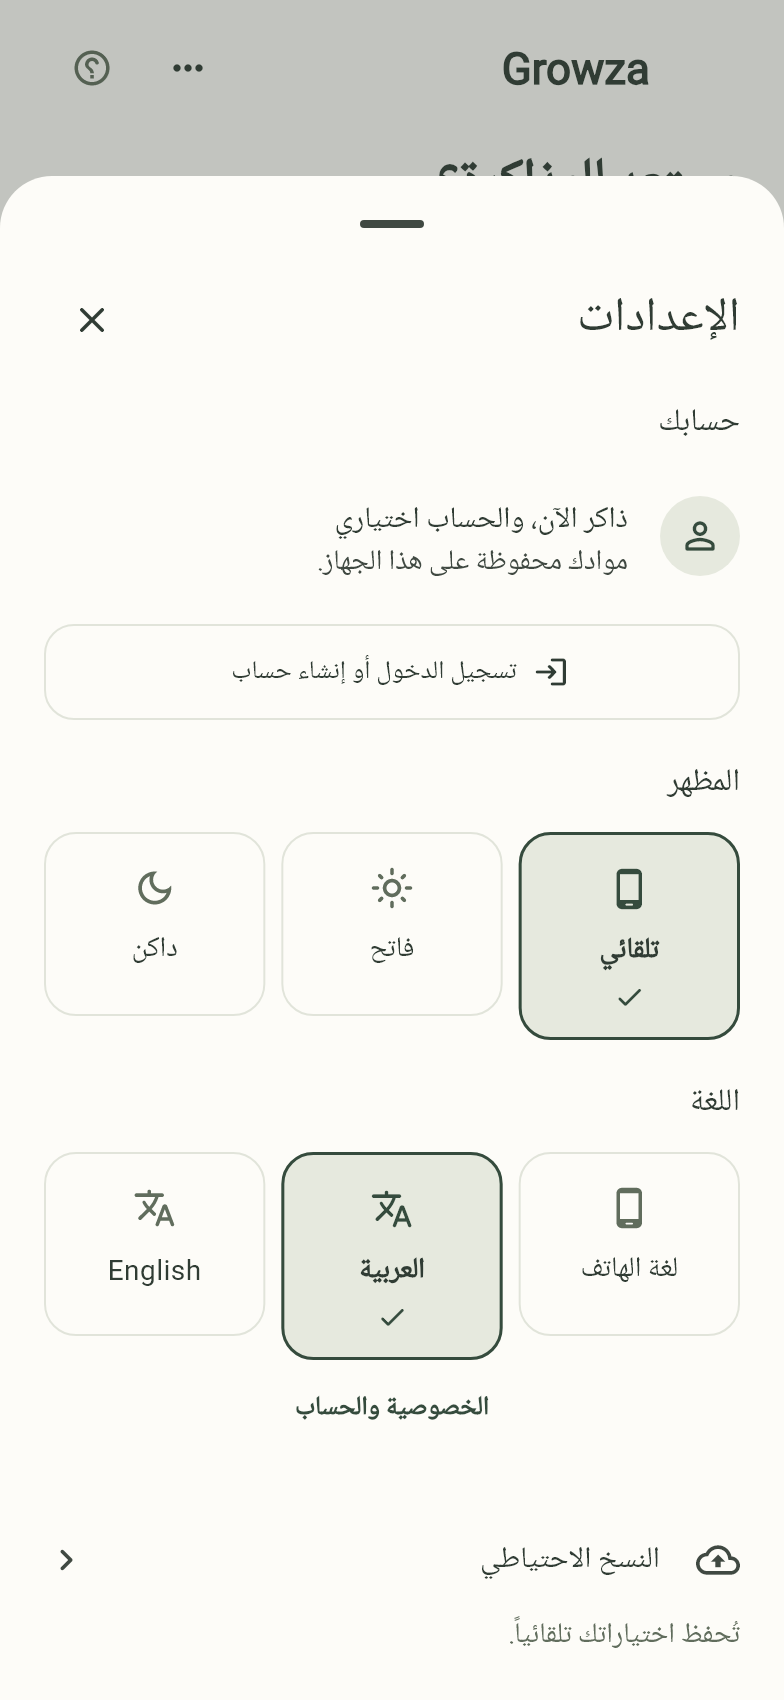 Growza
الإعدادات
حسابك
ذاكر الآن، والحساب اختياري
موادك محفوظة على هذا الجهاز.
تسجيل الدخول أو إنشاء حساب
المظهر
تلقائي
فاتح
داكن
اللغة
لغة الهاتف
العربية
English
الخصوصية والحساب
النسخ الاحتياطي
تُحفظ اختياراتك تلقائياً.